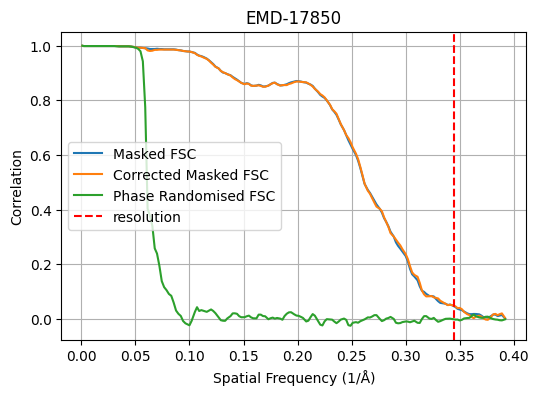 EMD-17850
1.0
0.8
0.6
0.4
0.2
0.0
Correlation
Masked FSC
Corrected Masked FSC
Phase Randomised FSC
resolution
0.00 0.05 0.10 0.15 0.20 0.25 0.30 0.35 0.40
Spatial Frequency (1/Å)